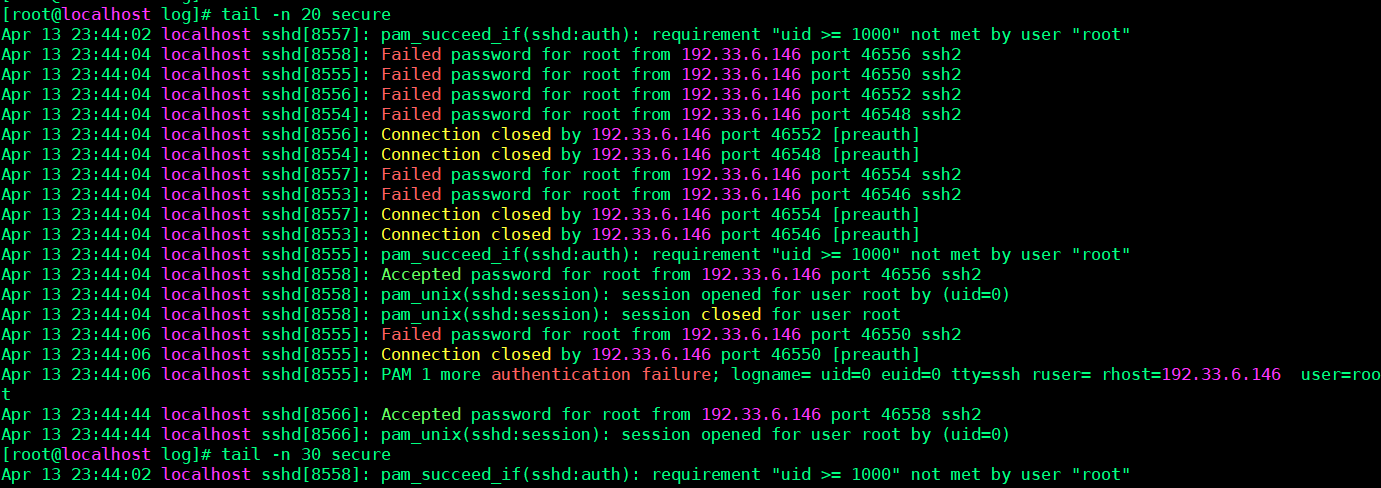 [root@localhost log]# tail -n 20 secure
Apr 13 23:44:02 localhost sshd[8557]: pam_succeed_if(sshd:auth): requirement "uid >= 1000" not met by user "root"
Apr 13 23:44:04 localhost sshd[8558]: Failed password for root from 192.33.6.146 port 46556 ssh2
Apr 13 23:44:04 localhost sshd[8555]: Failed password for root from 192.33.6.146 port 46550 ssh2
Apr 13 23:44:04 localhost sshd[8556]: Failed password for root from 192.33.6.146 port 46552 ssh2
Apr 13 23:44:04 localhost sshd[8554]: Failed password for root from 192.33.6.146 port 46548 ssh2
Apr 13 23:44:04 localhost sshd[8556]: Connection closed by 192.33.6.146 port 46552 [preauth]
Apr 13 23:44:04 localhost sshd[8554]: Connection closed by 192.33.6.146 port 46548 [preauth]
Apr 13 23:44:04 localhost sshd[8557]: Failed password for root from 192.33.6.146 port 46554 ssh2
Apr 13 23:44:04 localhost sshd[8553]: Failed password for root from 192.33.6.146 port 46546 ssh2
Apr 13 23:44:04 localhost sshd[8557]: Connection closed by 192.33.6.146 port 46554 [preauth]
Apr 13 23:44:04 localhost sshd[8553]: Connection closed by 192.33.6.146 port 46546 [preauth]
Apr 13 23:44:04 localhost sshd[8555]: pam_succeed_if(sshd:auth): requirement "uid >= 1000" not met by user "root"
Apr 13 23:44:04 localhost sshd[8558]: Accepted password for root from 192.33.6.146 port 46556 ssh2
Apr 13 23:44:04 localhost sshd[8558]: pam_unix(sshd:session): session opened for user root by (uid=0)
Apr 13 23:44:04 localhost sshd[8558]: pam_unix(sshd:session): session closed for user root
Apr 13 23:44:06 localhost sshd[8555]: Failed password for root from 192.33.6.146 port 46550 ssh2
Apr 13 23:44:06 localhost sshd[8555]: Connection closed by 192.33.6.146 port 46550 [preauth]
Apr 13 23:44:06 localhost sshd[8555]: PAM 1 more authentication failure; logname= uid=0 euid=0 tty=ssh ruser= rhost=192.33.6.146  user=roo
t
Apr 13 23:44:44 localhost sshd[8566]: Accepted password for root from 192.33.6.146 port 46558 ssh2
Apr 13 23:44:44 localhost sshd[8566]: pam_unix(sshd:session): session opened for user root by (uid=0)
[root@localhost log]# tail -n 30 secure
Apr 13 23:44:02 localhost sshd[8558]: pam_succeed_if(sshd:auth): requirement "uid >= 1000" not met by user "root"